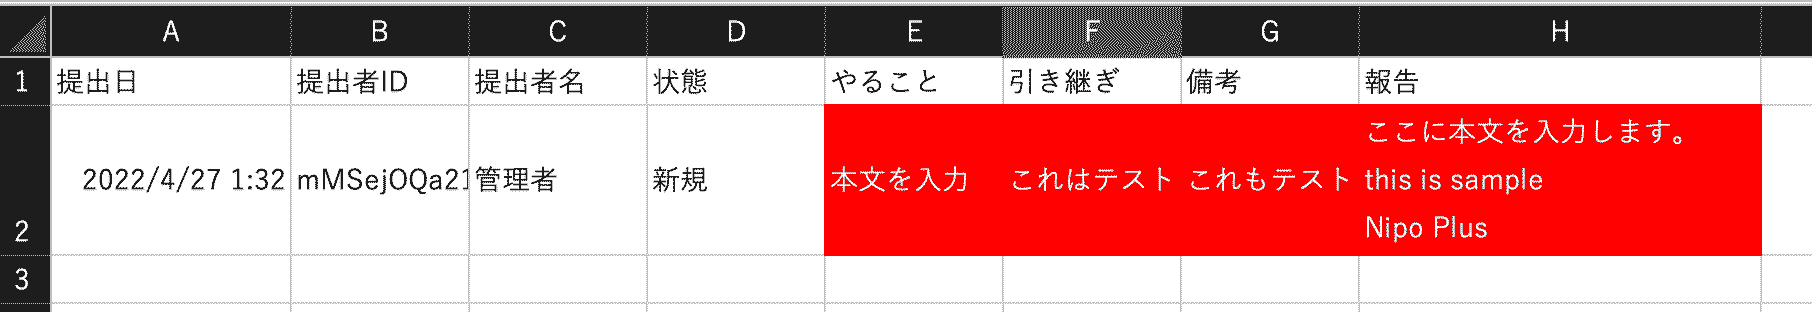 A B C D E F G H
1 提出日 提出者ID 提出者名 状態 やること 引き継ぎ 備考 報告
ここに本文を入力します。
2022/4/27 1:32 mMSejOQa21 管理者 新規 本文を入力 これはテスト これもテスト this is sample
2 Nipo Plus
3